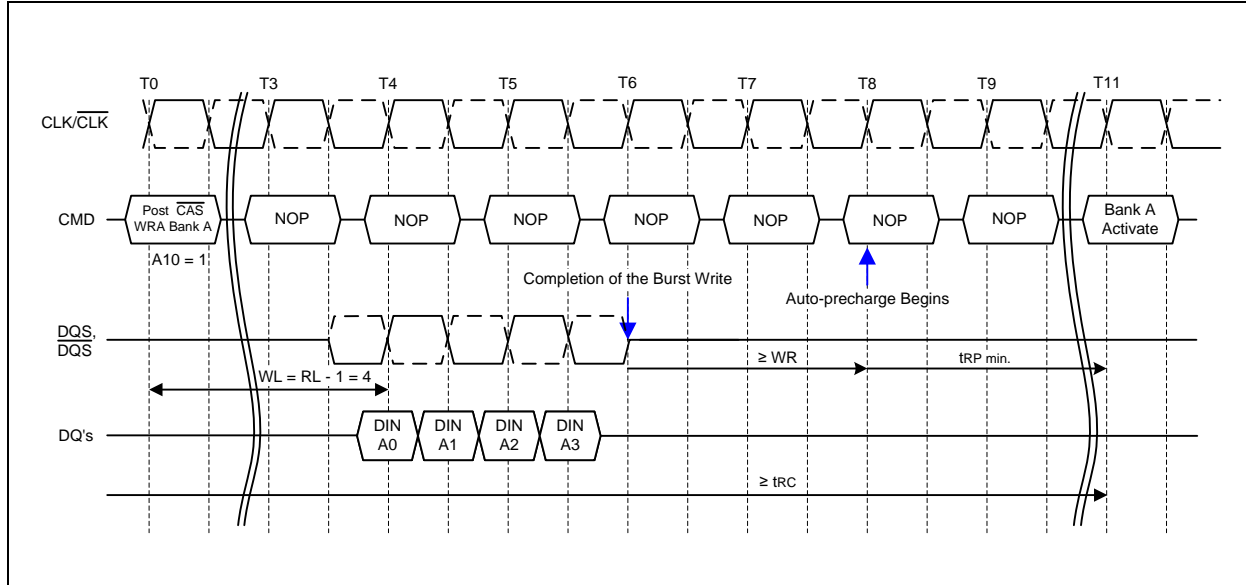 T0 T3 T4 T5 T6 T7 T8 T9 T11
CLK/CLK
CMD
Post CAS
WRA Bank A
NOP NOP NOP NOP NOP NOP NOP
Bank A
Activate
A10 = 1
Completion of the Burst Write
Auto-precharge Begins
DQS,
DQS
≥ WR
tRP min.
WL = RL - 1 = 4
DQ's
DIN
A0
DIN
A1
DIN
A2
DIN
A3
≥ tRC